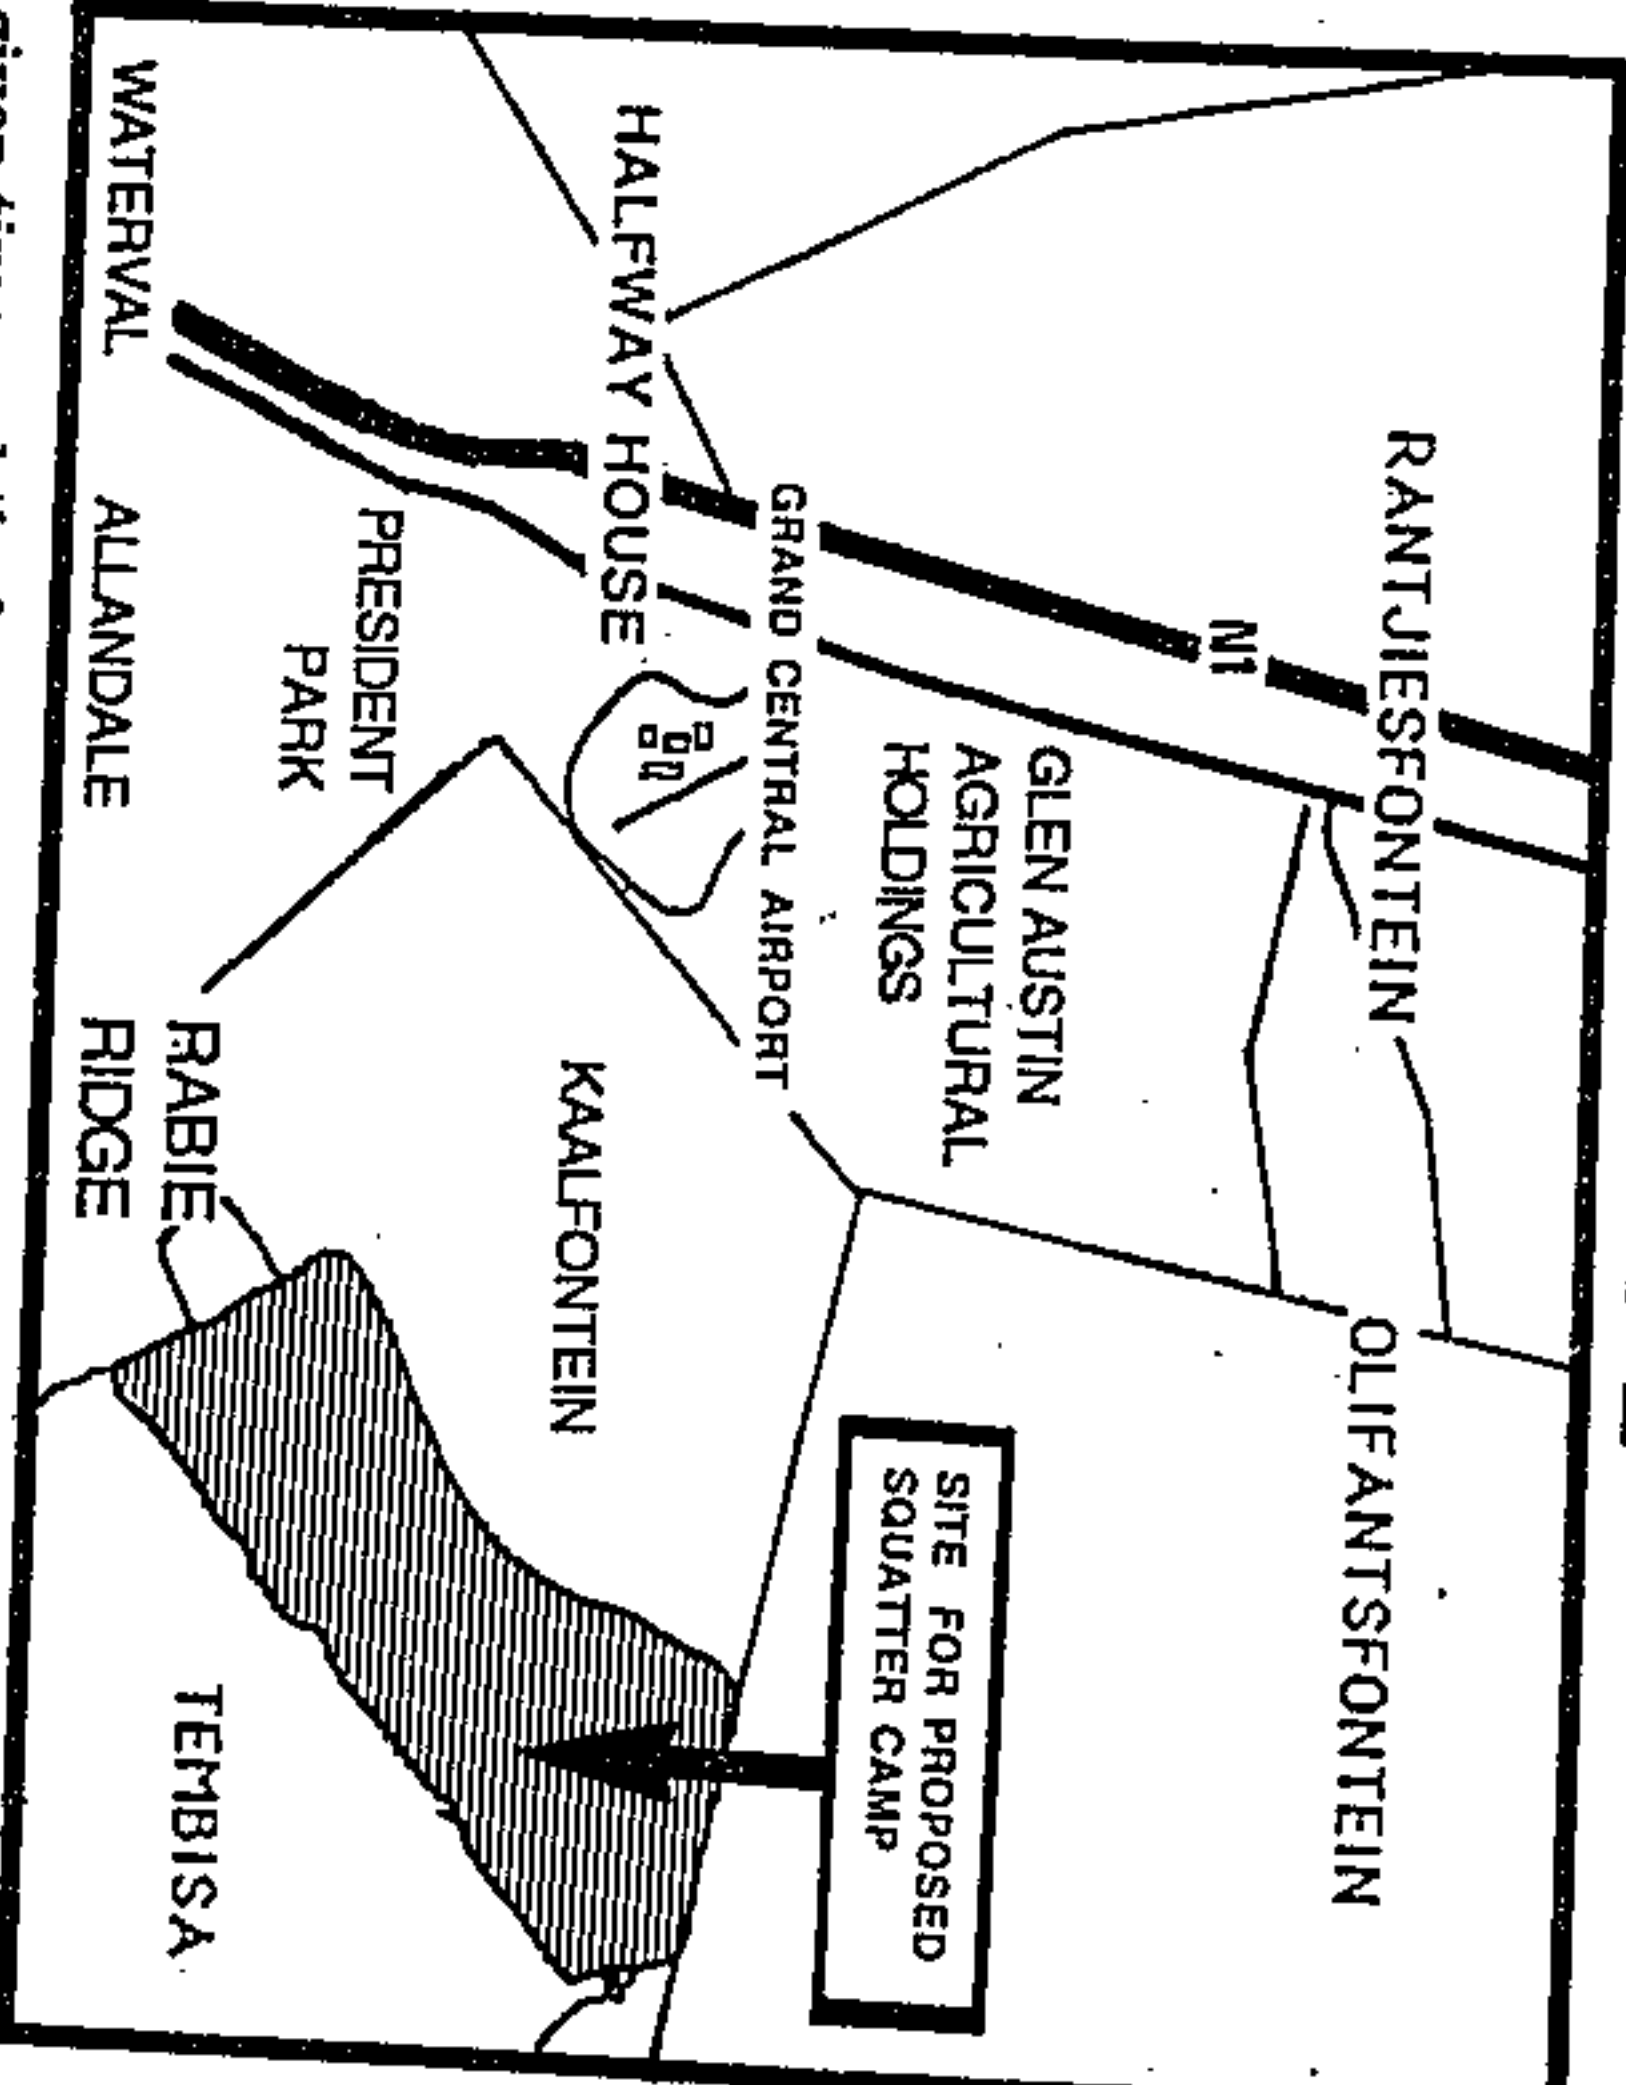 RANTJIESFONTEIN
OLIFANTSFONTEIN
N1
GLEN AUSTIN
AGRICULTURAL
HOLDINGS
SITE FOR PROPOSED
SQUATTER CAMP
GRAND CENTRAL AIRPORT
HALFWAY HOUSE
KAALFONTEIN
PRESIDENT
PARK
RABIE
RIDGE
TEMBISA
WATERVAL
ALLANDALE